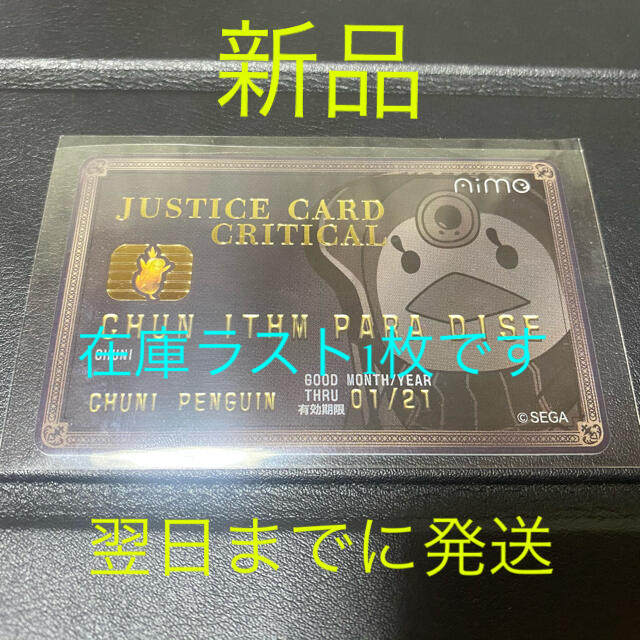 新品
aime
JUSTICE CARD
CRITICAL
CHUN ITHM PARA DISE
在庫ラスト1枚です
CHUNI
GOOD MONTH/YEAR
THRU 01/21
有効期限
CHUNI PENGUIN
©SEGA
翌日までに発送